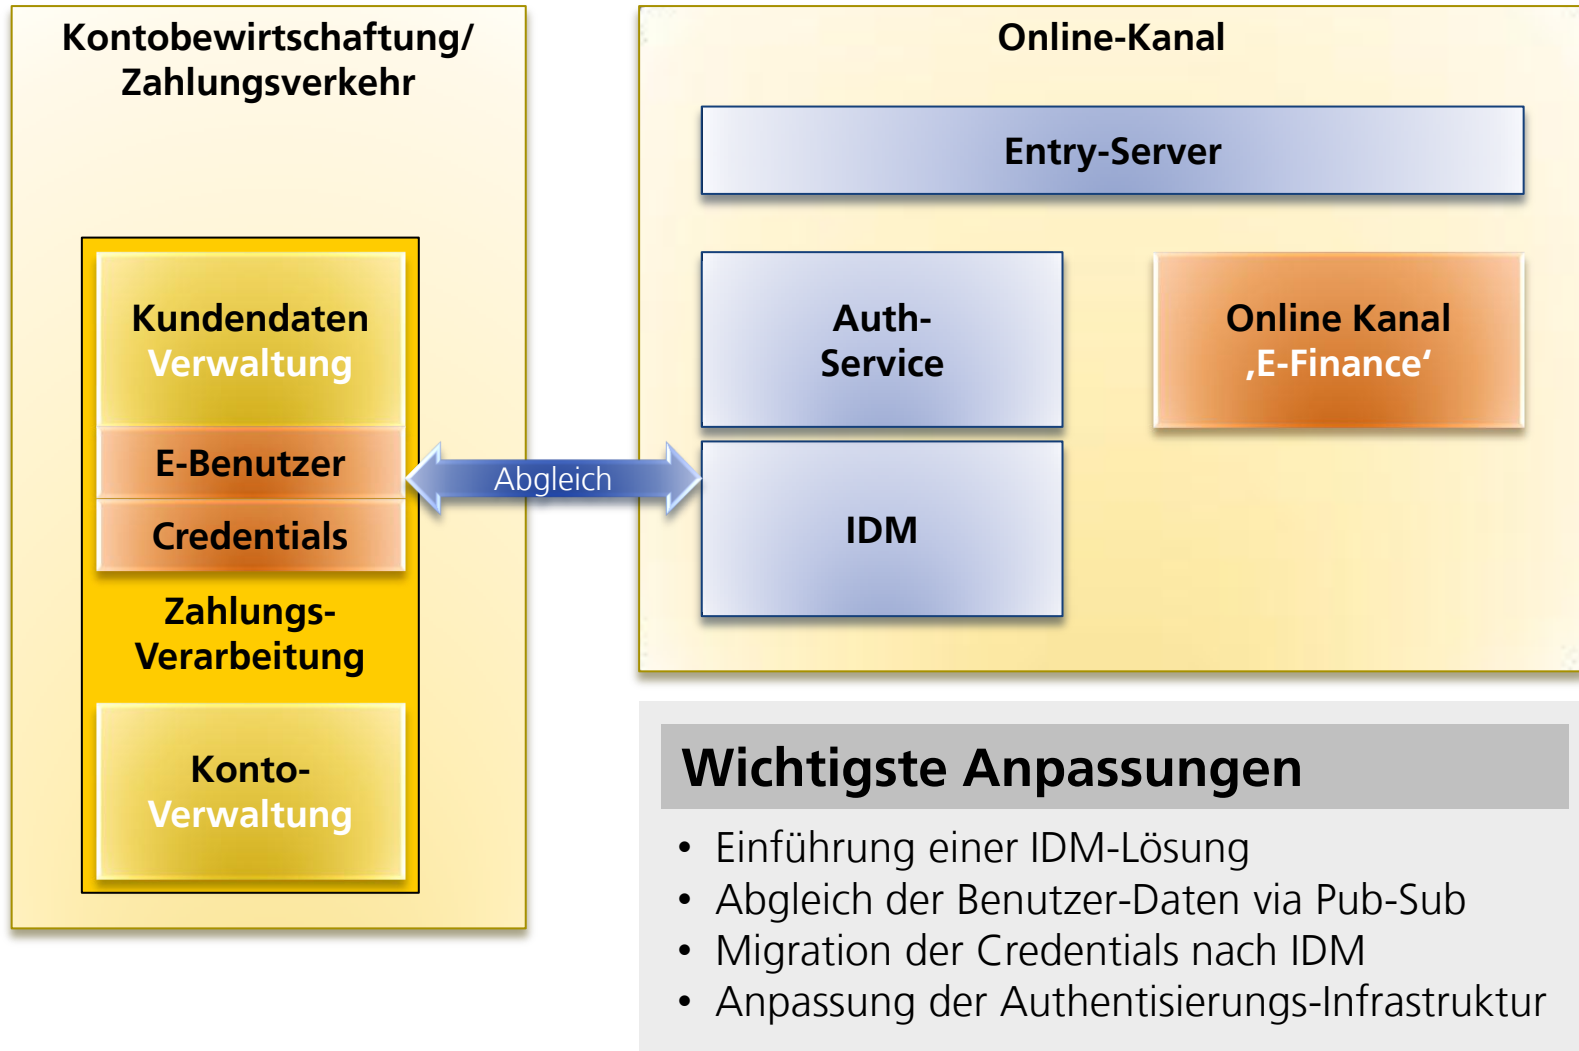 Kontobewirtschaftung/
Zahlungsverkehr
Kundendaten
Verwaltung
E-Benutzer
Credentials
Zahlungs-
Verarbeitung
Konto-
Verwaltung
Abgleich
Online-Kanal
Entry-Server
Auth-
Service
Online Kanal
‚E-Finance‘
IDM
Wichtigste Anpassungen
• Einführung einer IDM-Lösung
• Abgleich der Benutzer-Daten via Pub-Sub
• Migration der Credentials nach IDM
• Anpassung der Authentisierungs-Infrastruktur